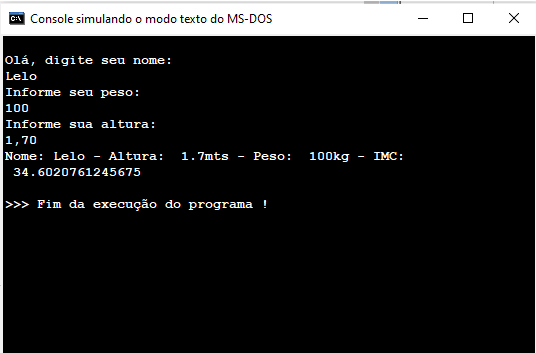 Console simulando o modo texto do MS-DOS
Olá, digite seu nome:
Lelo
Informe seu peso:
100
Informe sua altura:
1,70
Nome: Lelo - Altura:  1.7mts - Peso:  100kg - IMC:
 34.6020761245675
>>> Fim da execução do programa !